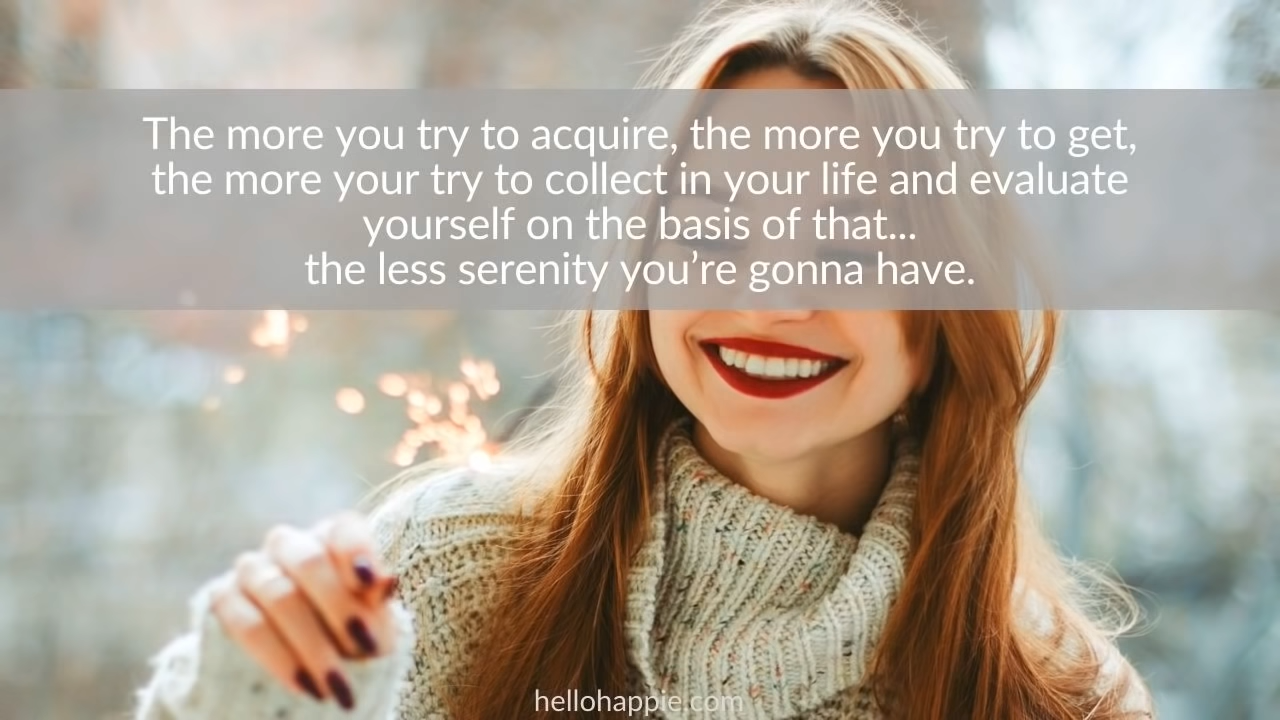 The more you try to acquire, the more you try to get,
the more your try to collect in your life and evaluate
yourself on the basis of that...
the less serenity you’re gonna have.
hellohappie.com